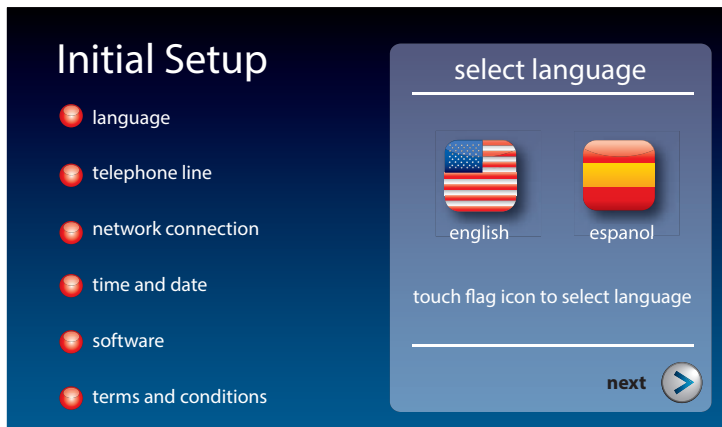 Initial Setup
language
telephone line
network connection
time and date
software
terms and conditions
select language
english
espanol
touch flag icon to select language
next